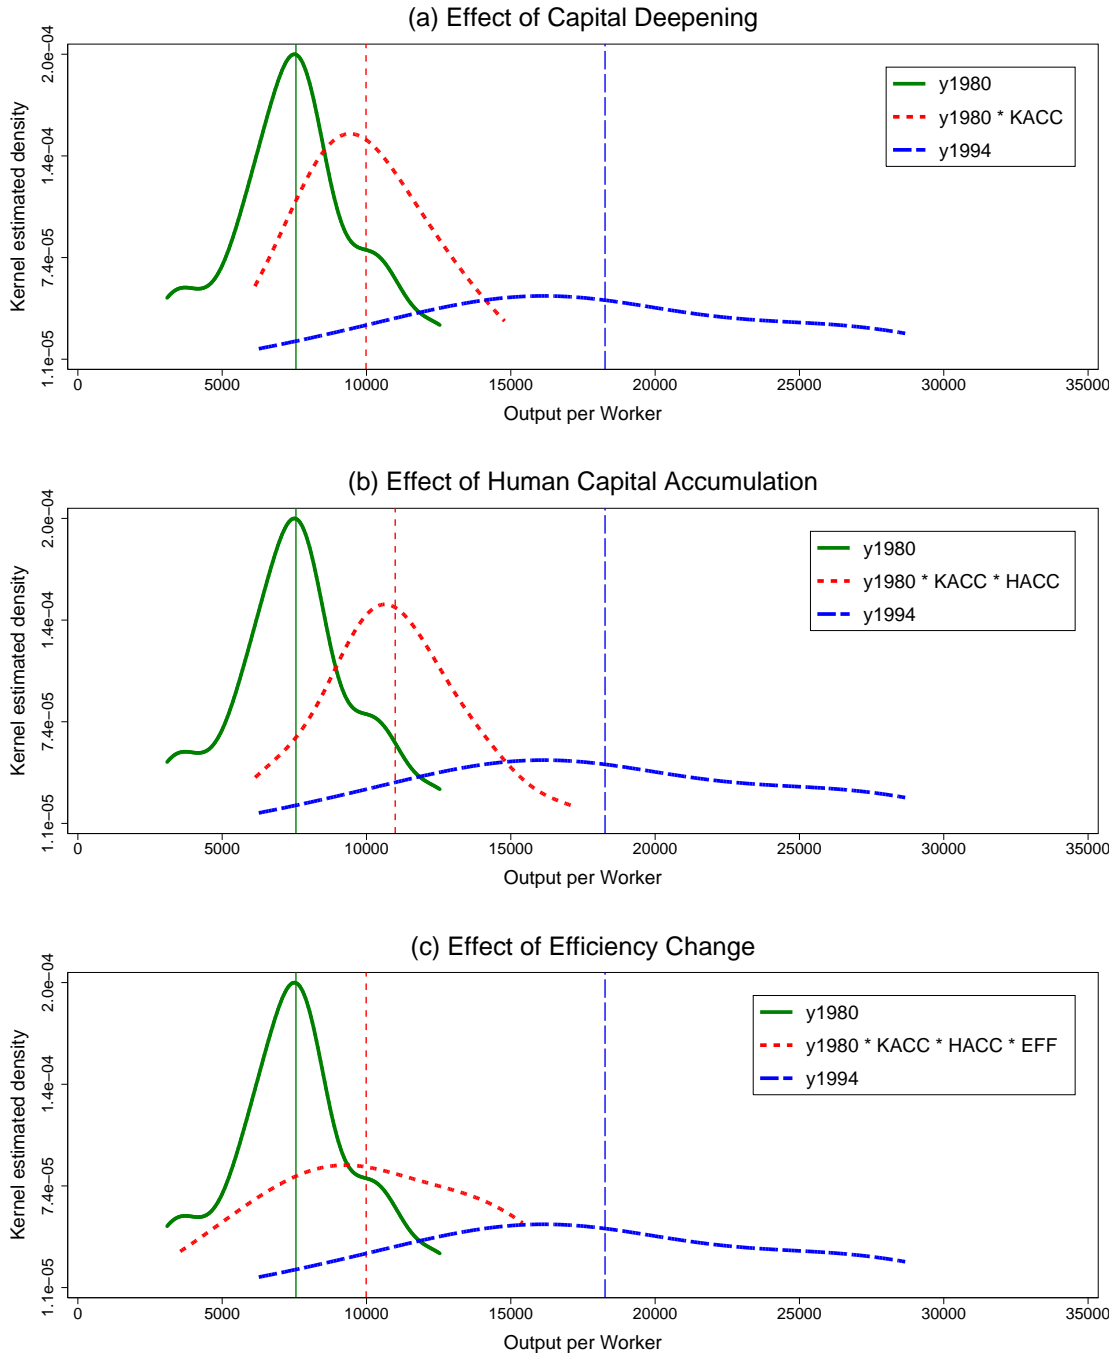 (a) Effect of Capital Deepening
Kernel estimated density
2.0e−04
1.4e−04
7.4e−05
1.1e−05
y1980
y1980 * KACC
y1994
0 5000 10000 15000 20000 25000 30000 35000
Output per Worker
(b) Effect of Human Capital Accumulation
Kernel estimated density
2.0e−04
1.4e−04
7.4e−05
1.1e−05
y1980
y1980 * KACC * HACC
y1994
0 5000 10000 15000 20000 25000 30000 35000
Output per Worker
(c) Effect of Efficiency Change
Kernel estimated density
2.0e−04
1.4e−04
7.4e−05
1.1e−05
y1980
y1980 * KACC * HACC * EFF
y1994
0 5000 10000 15000 20000 25000 30000 35000
Output per Worker